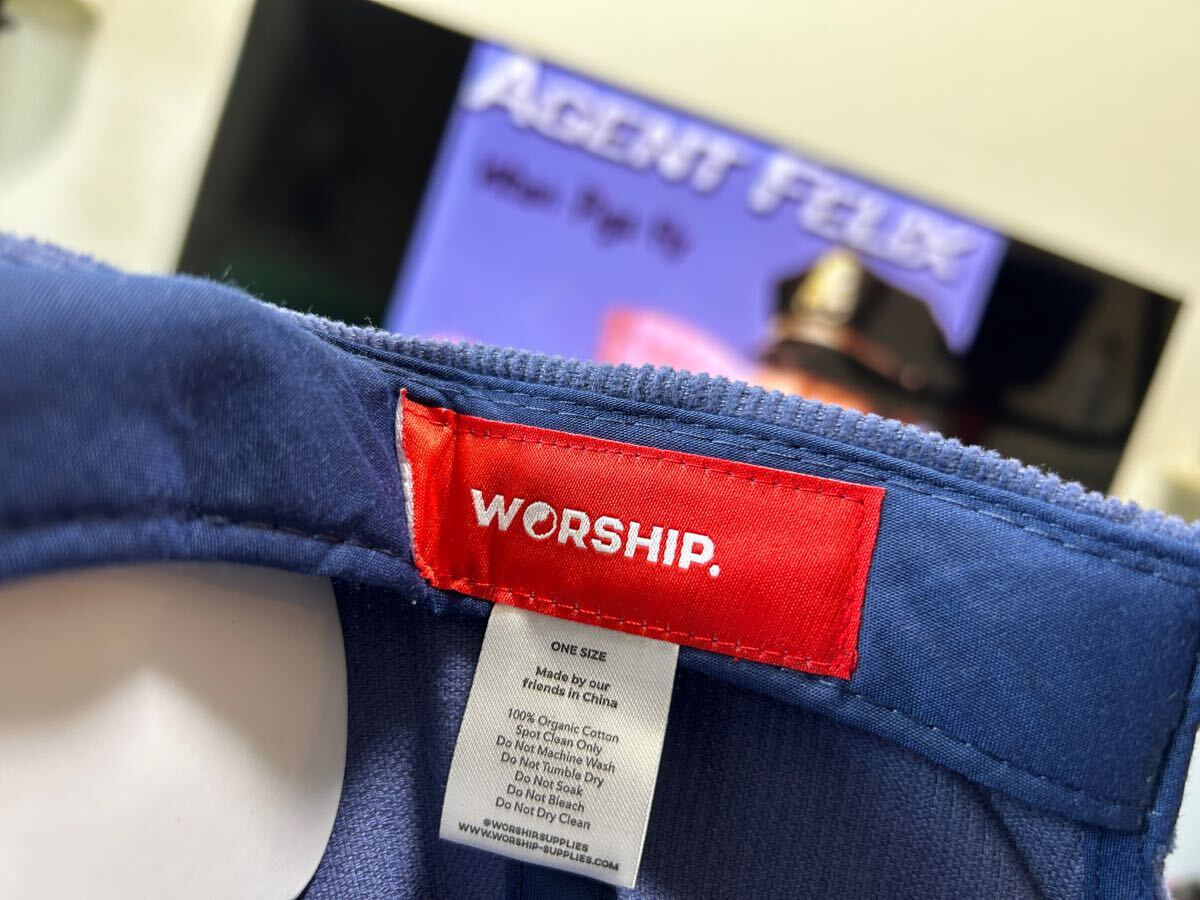 AGENT FELIX
WORSHIP.
ONE SIZE
Made by our
friends in China
100% Organic Cotton
Spot Clean Only
Do Not Machine Wash
Do Not Tumble Dry
Do Not Soak
Do Not Bleach
Do Not Dry Clean
@WORSHIP.SUPPLIES
WWW.WORSHIP-SUPPLIES.COM